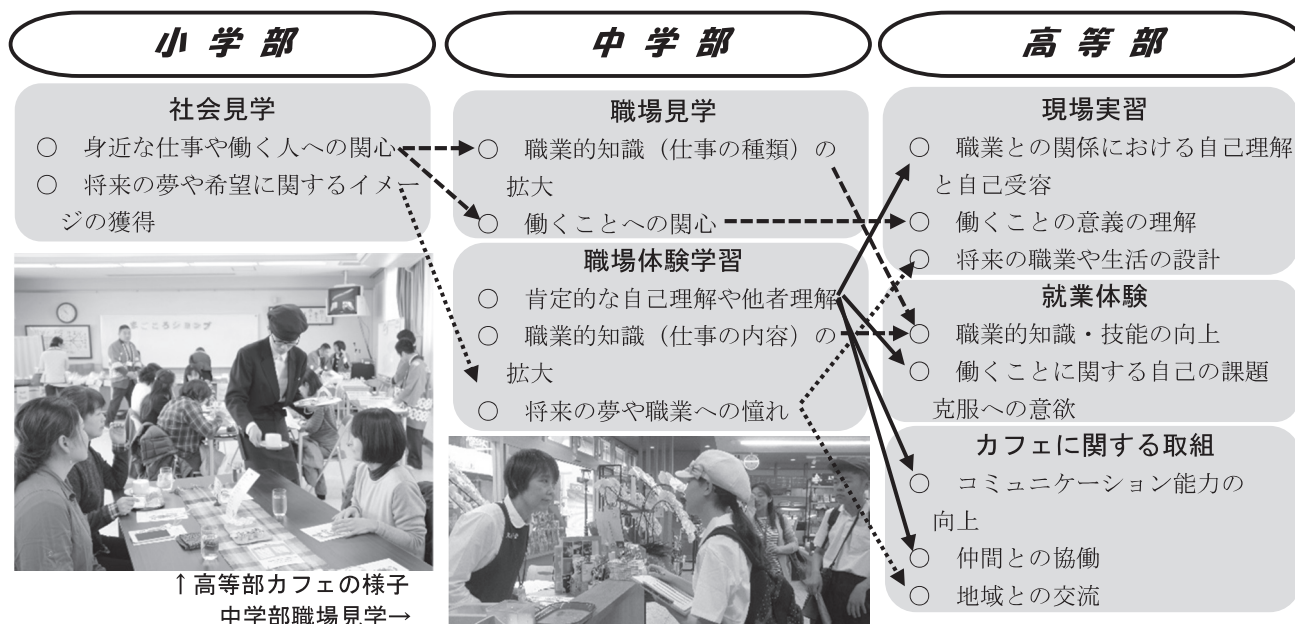 小学部
社会見学
○ 身近な仕事や働く人への関心
○ 将来の夢や希望に関するイメー
ジの獲得
↑高等部カフェの様子
中学部職場見学→
中学部
職場見学
○ 職業的知識（仕事の種類）の
拡大
○ 働くことへの関心
職場体験学習
○ 肯定的な自己理解や他者理解
○ 職業的知識（仕事の内容）の
拡大
○ 将来の夢や職業への憧れ
高等部
現場実習
○ 職業との関係における自己理解
と自己受容
○ 働くことの意義の理解
○ 将来の職業や生活の設計
就業体験
○ 職業的知識・技能の向上
○ 働くことに関する自己の課題
克服への意欲
カフェに関する取組
○ コミュニケーション能力の
向上
○ 仲間との協働
○ 地域との交流